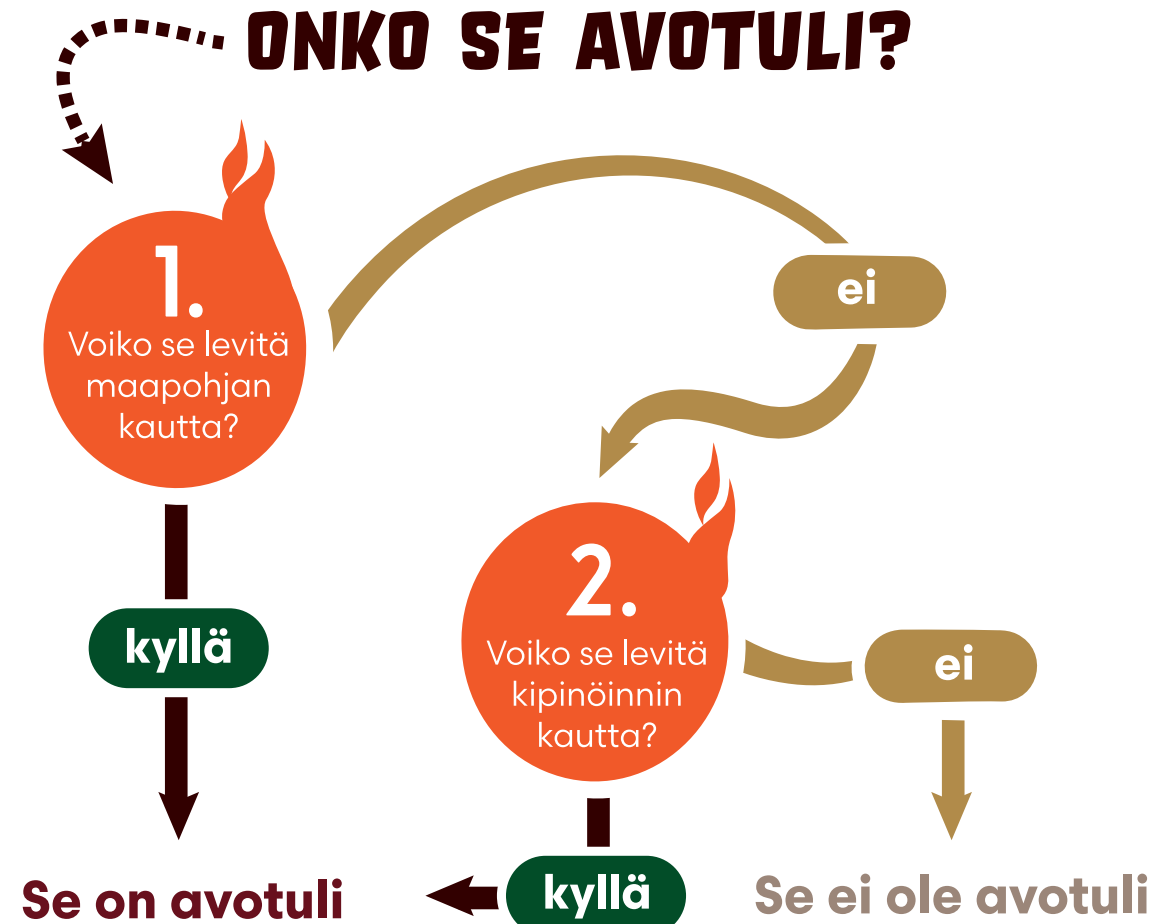 ONKO SE AVOTULI?
1.
Voiko se levitä
maapohjan
kautta?
ei
2.
Voiko se levitä
kipinöinnin
kautta?
kyllä
ei
kyllä
Se on avotuli
Se ei ole avotuli